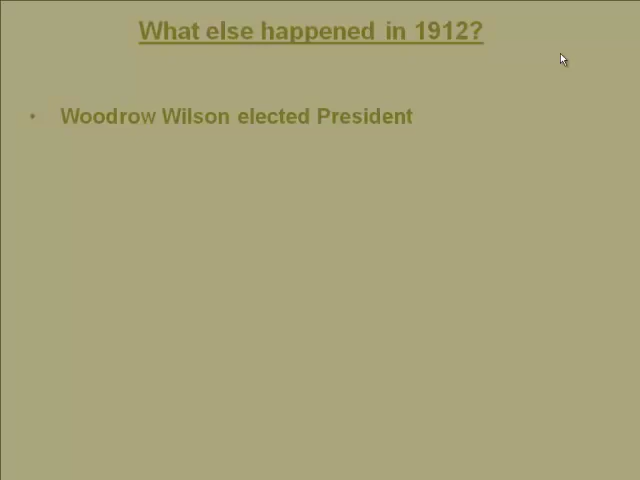 What else happened in 1912?
• Woodrow Wilson elected President